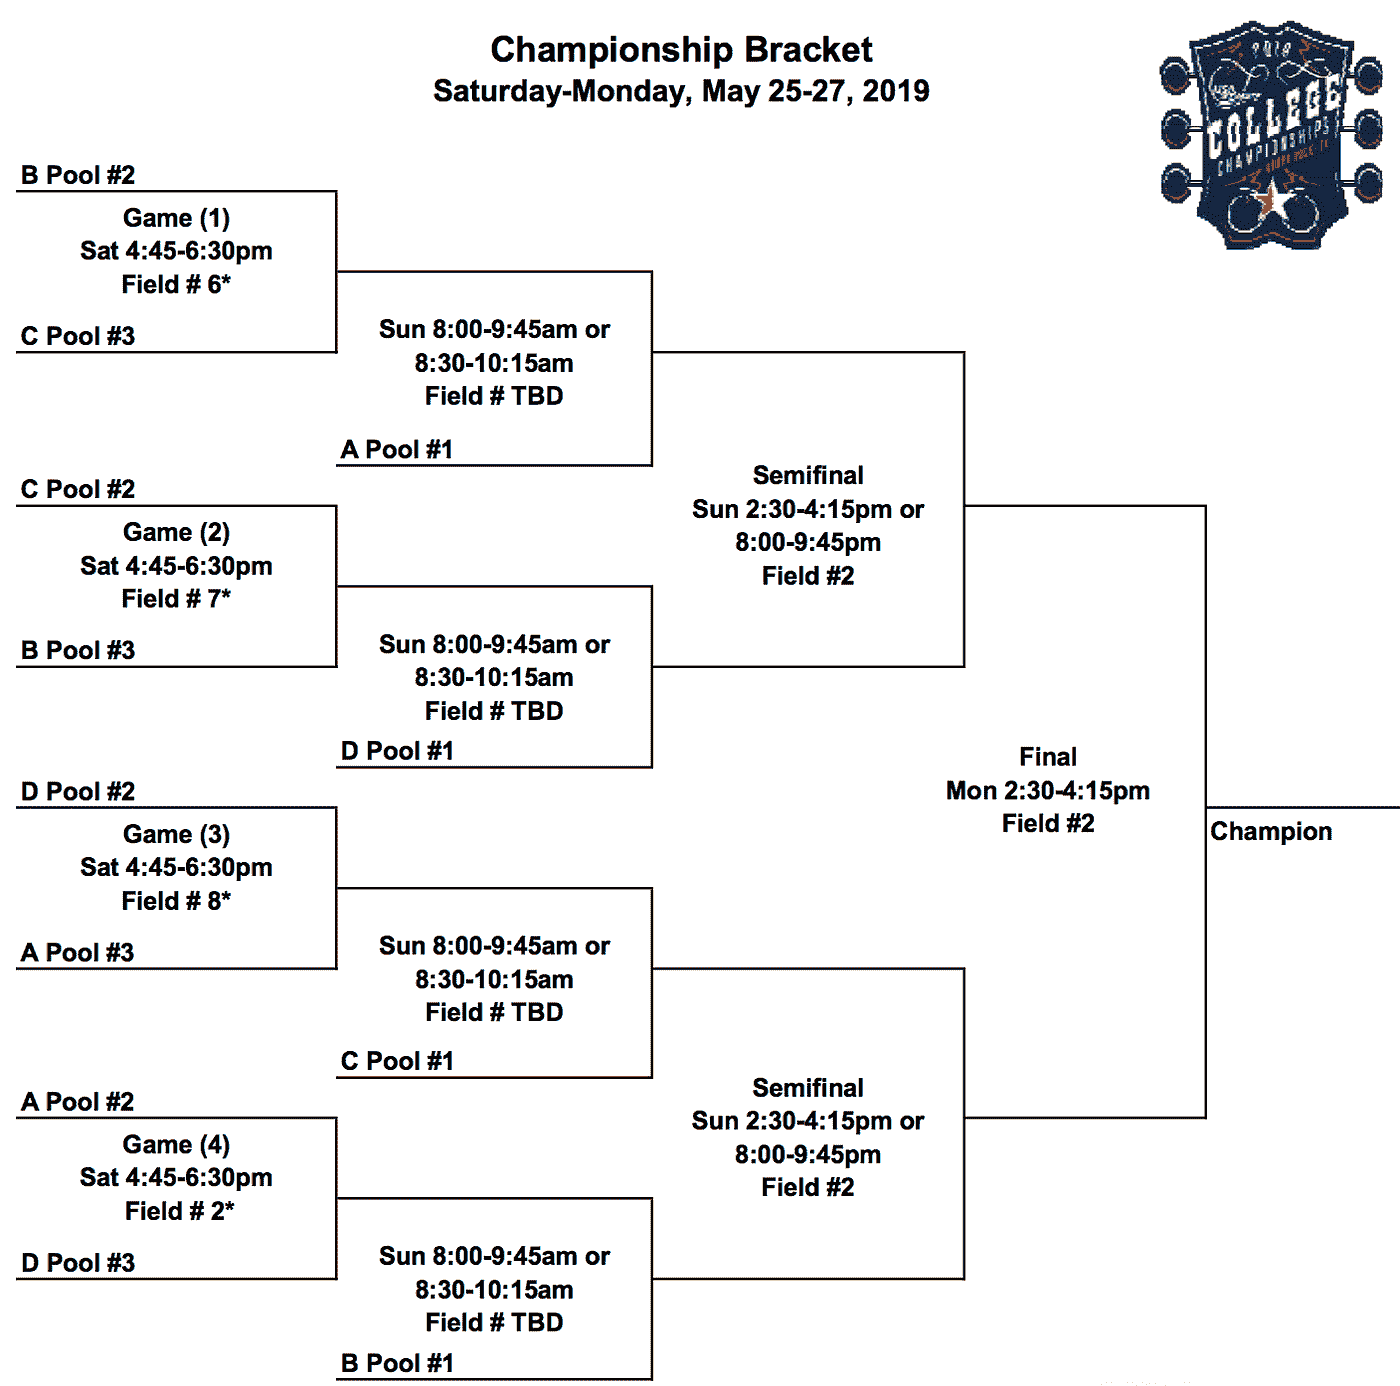 Championship Bracket
Saturday-Monday, May 25-27, 2019
2019
USA
COLLEGE
CHAMPIONSHIPS
B Pool #2
Game (1)
Sat 4:45-6:30pm
Field # 6*
C Pool #3
Sun 8:00-9:45am or
8:30-10:15am
Field # TBD
A Pool #1
C Pool #2
Game (2)
Sat 4:45-6:30pm
Field # 7*
B Pool #3
Sun 8:00-9:45am or
8:30-10:15am
Field # TBD
D Pool #1
Semifinal
Sun 2:30-4:15pm or
8:00-9:45pm
Field #2
D Pool #2
Game (3)
Sat 4:45-6:30pm
Field # 8*
A Pool #3
Sun 8:00-9:45am or
8:30-10:15am
Field # TBD
C Pool #1
A Pool #2
Game (4)
Sat 4:45-6:30pm
Field # 2*
D Pool #3
Sun 8:00-9:45am or
8:30-10:15am
Field # TBD
B Pool #1
Semifinal
Sun 2:30-4:15pm or
8:00-9:45pm
Field #2
Final
Mon 2:30-4:15pm
Field #2
Champion